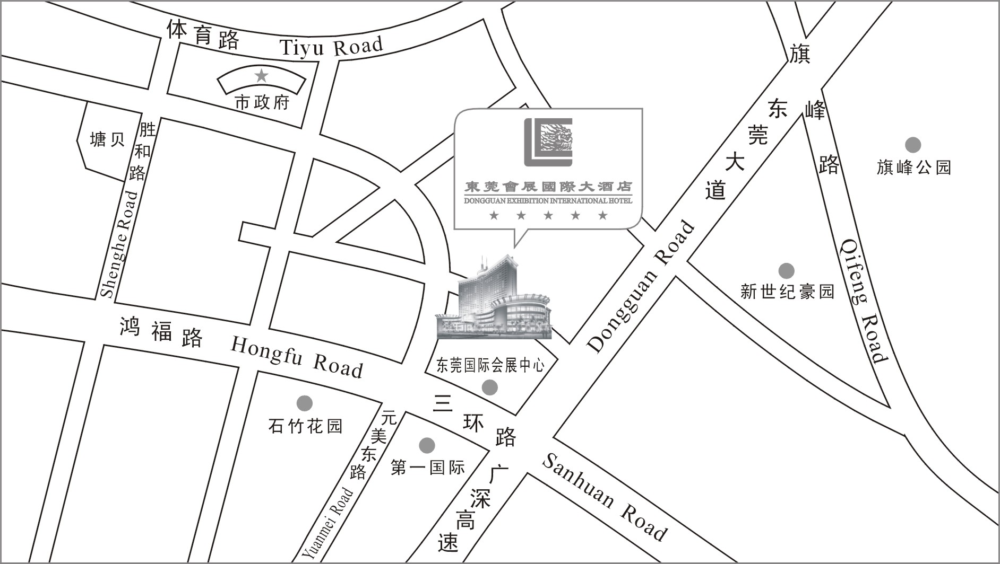 体育路 Tiyu Road
市政府
塘贝
胜和路
Shenghe Road
東莞會展國際大酒店
DONGGUAN EXHIBITION INTERNATIONAL HOTEL
旗峰路
Qifeng Road
东莞大道
Dongguan Road
旗峰公园
新世纪豪园
鸿福路 Hongfu Road
东莞国际会展中心
石竹花园
元美东路
Yuanmei Road
第一国际
三环路
Sanhuan Road
广深高速